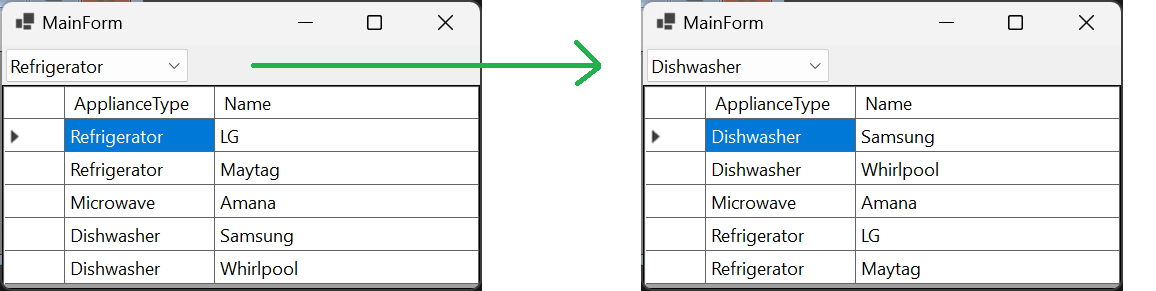 MainForm
Refrigerator
ApplianceType Name
Refrigerator LG
Refrigerator Maytag
Microwave Amana
Dishwasher Samsung
Dishwasher Whirlpool
MainForm
Dishwasher
ApplianceType Name
Dishwasher Samsung
Dishwasher Whirlpool
Microwave Amana
Refrigerator LG
Refrigerator Maytag